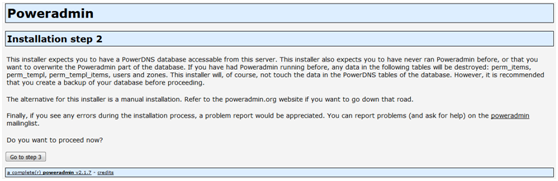 Poweradmin
Installation step 2
This installer expects you to have a PowerDNS database accessable from this server. This installer also expects you to have never ran Poweradmin before, or that you
want to overwrite the Poweradmin part of the database. If you have had Poweradmin running before, any data in the following tables will be destroyed: perm_items,
perm_templ, perm_templ_items, users and zones. This installer will, of course, not touch the data in the PowerDNS tables of the database. However, it is recommended
that you create a backup of your database before proceeding.
The alternative for this installer is a manual installation. Refer to the poweradmin.org website if you want to go down that road.
Finally, if you see any errors during the installation process, a problem report would be appreciated. You can report problems (and ask for help) on the poweradmin
mailinglist.
Do you want to proceed now?
Go to step 3
a complete(r) poweradmin v2.1.7 - credits